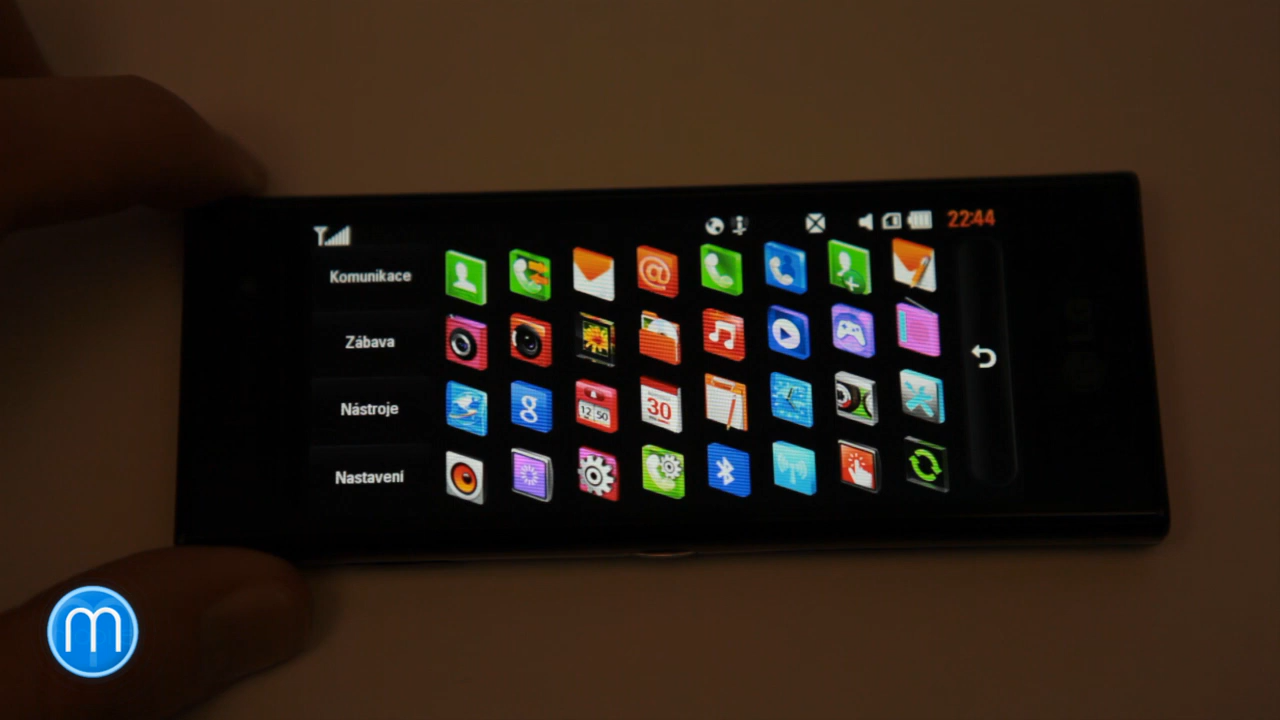 22:44
Komunikace
@
Zábava
Nástroje
g
12 50
30
Nastavení
m